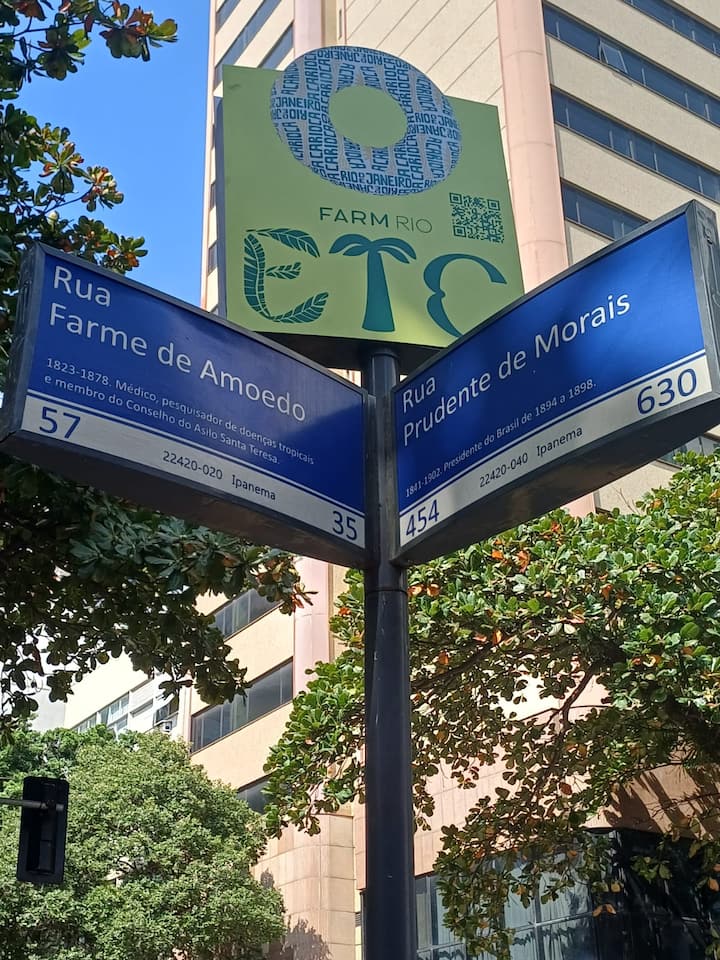 FARM RIO
ETC
Rua
Farme de Amoedo
1823-1878. Médico, pesquisador de doenças tropicais
e membro do Conselho do Asilo Santa Teresa.
57
22420-020 Ipanema
35
Rua
Prudente de Morais
1841-1902. Presidente do Brasil de 1894 a 1898.
454
22420-040 Ipanema
630